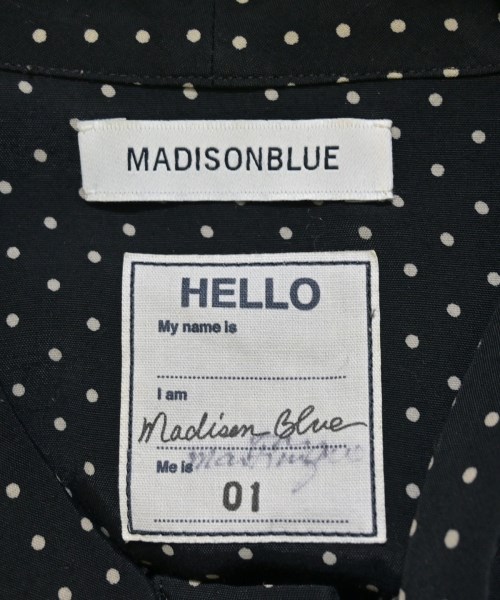 MADISONBLUE
HELLO
My name is
I am
Madison Blue
Me is
01